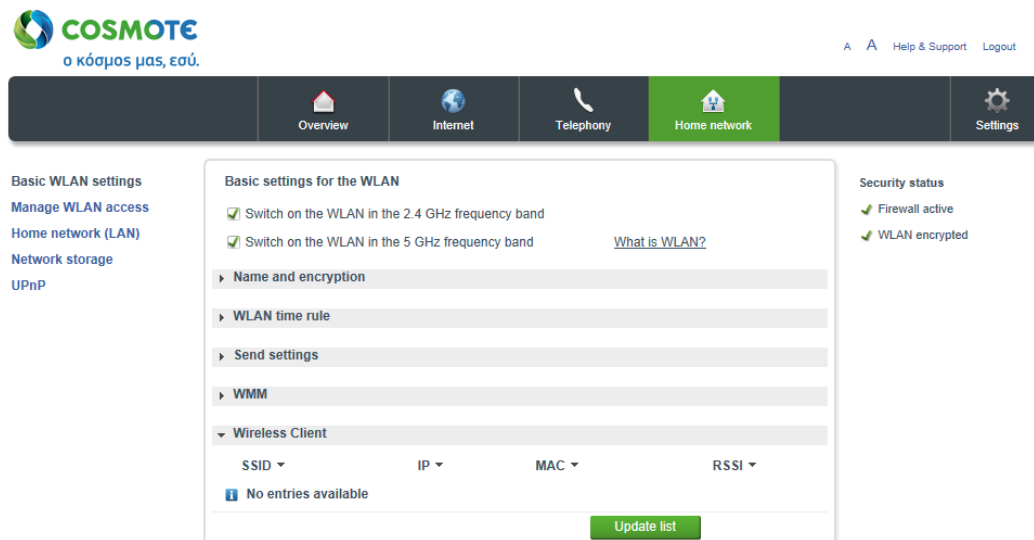 COSMOTE
ο κόσμος μας, εσύ.
A A Help & Support Logout
Overview Internet Telephony Home network Settings
Basic WLAN settings
Manage WLAN access
Home network (LAN)
Network storage
UPnP
Basic settings for the WLAN
Switch on the WLAN in the 2.4 GHz frequency band
Switch on the WLAN in the 5 GHz frequency band What is WLAN?
Name and encryption
WLAN time rule
Send settings
WMM
Wireless Client
SSID IP MAC RSSI
No entries available
Update list
Security status
Firewall active
WLAN encrypted